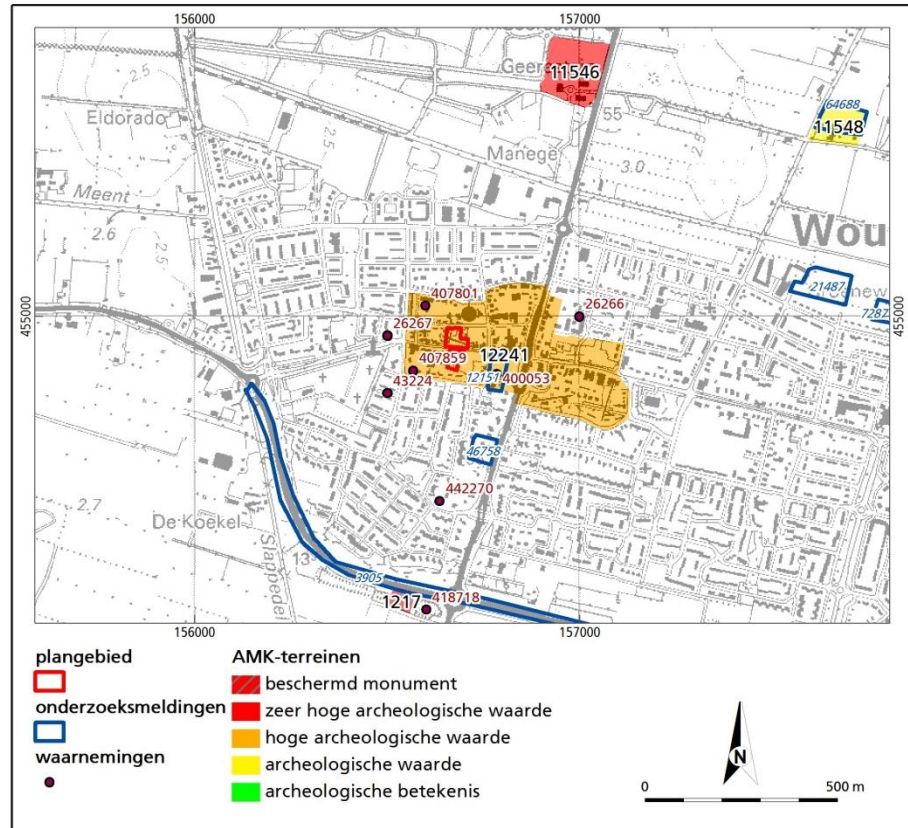 156000 157000
Geere
11546
2.5
55
64688
11548
Eldorado
2.5
Manege
3.0
Meent
2.6
2.5
Wou
21487
7287
407801
26266
455000
455000
26267
12241
407859
12151
400053
43224
46758
2.7
442270
De Koekel
13
Slappedel
3905
1217
418718
156000 157000
plangebied
onderzoeksmeldingen
waarnemingen
AMK-terreinen
beschermd monument
zeer hoge archeologische waarde
hoge archeologische waarde
archeologische waarde
archeologische betekenis
N
0 500 m